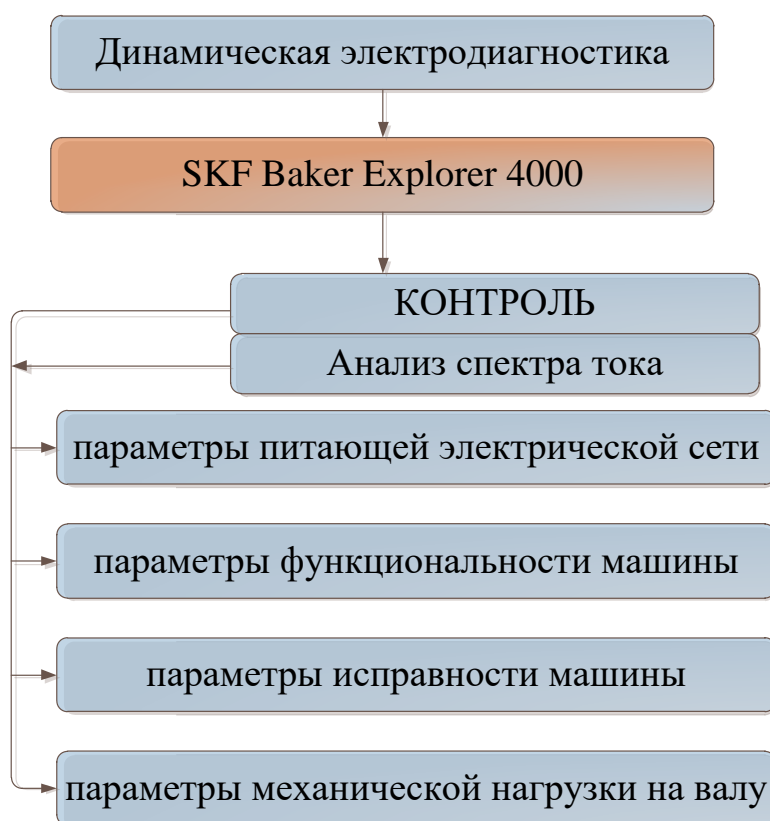 Динамическая электродиагностика
SKF Baker Explorer 4000
КОНТРОЛЬ
Анализ спектра тока
параметры питающей электрической сети
параметры функциональности машины
параметры исправности машины
параметры механической нагрузки на валу